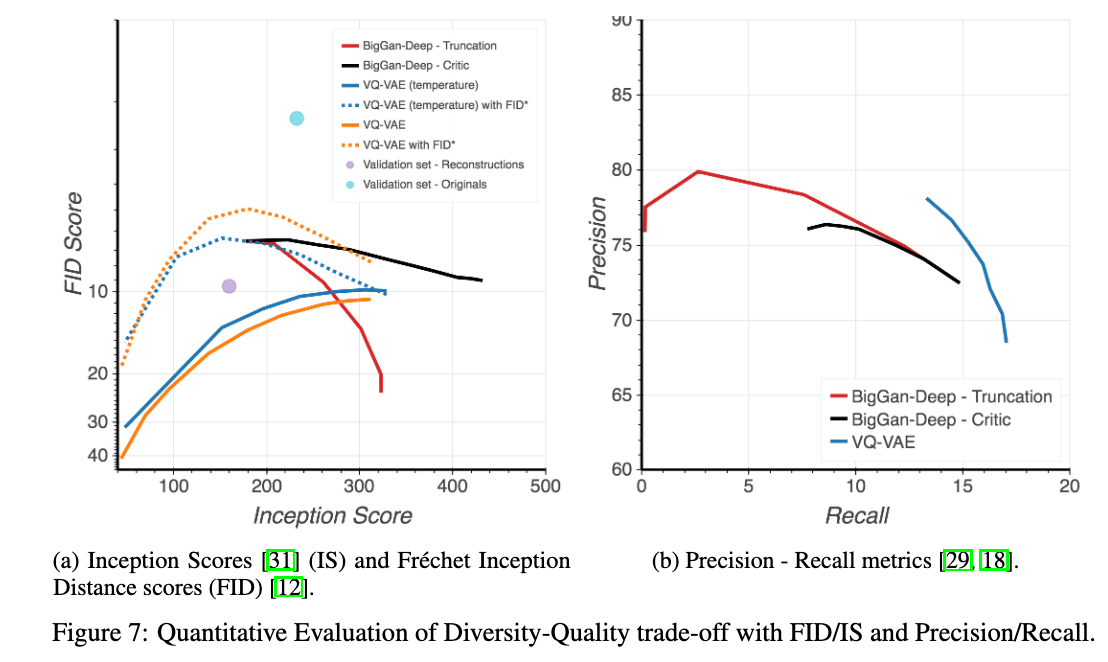 FID Score
10
20
30
40
100
200
300
400
500
Inception Score
BigGan-Deep - Truncation
BigGan-Deep - Critic
VQ-VAE (temperature)
VQ-VAE (temperature) with FID*
VQ-VAE
VQ-VAE with FID*
Validation set - Reconstructions
Validation set - Originals
(a) Inception Scores [31] (IS) and Fréchet Inception
Distance scores (FID) [12].
Precision
90
85
80
75
70
65
60
0
5
10
15
20
Recall
BigGan-Deep - Truncation
BigGan-Deep - Critic
VQ-VAE
(b) Precision - Recall metrics [29, 18].
Figure 7: Quantitative Evaluation of Diversity-Quality trade-off with FID/IS and Precision/Recall.